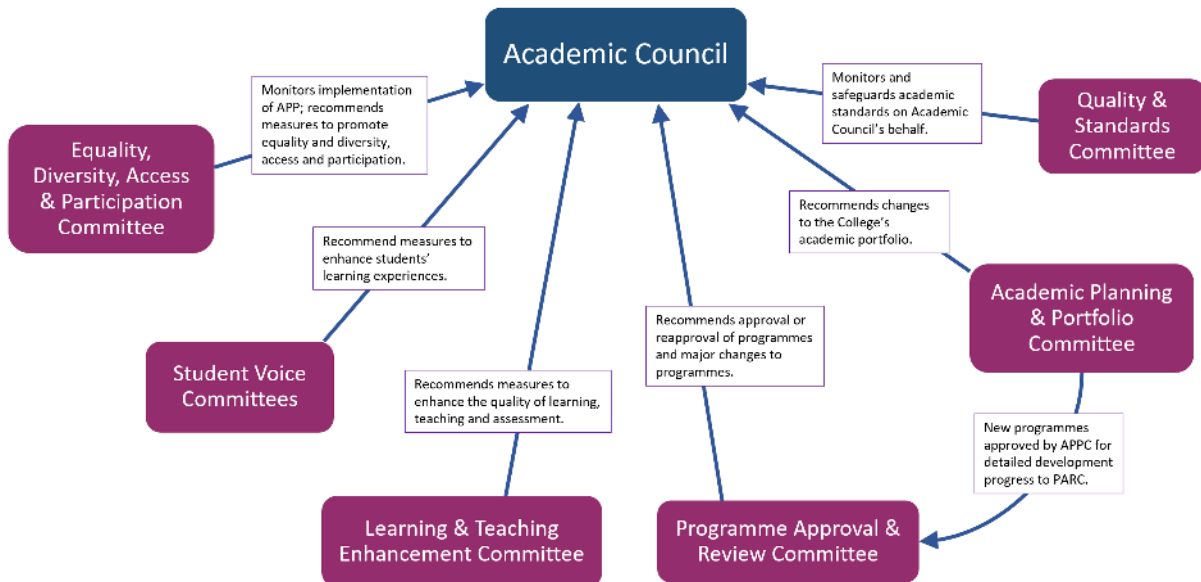 Academic Council
Monitors implementation
of APP; recommends
measures to promote
equality and diversity,
access and participation.
Monitors and
safeguards academic
standards on Academic
Council's behalf.
Quality &
Standards
Committee
Equality,
Diversity, Access
& Participation
Committee
Recommend measures to
enhance students'
learning experiences.
Recommends changes
to the College's
academic portfolio.
Academic Planning
& Portfolio
Committee
Student Voice
Committees
Recommends measures to
enhance the quality of learning,
teaching and assessment.
Recommends approval or
reapproval of programmes
and major changes to
programmes.
New programmes
approved by APPC for
detailed development
progress to PARC.
Learning & Teaching
Enhancement Committee
Programme Approval &
Review Committee